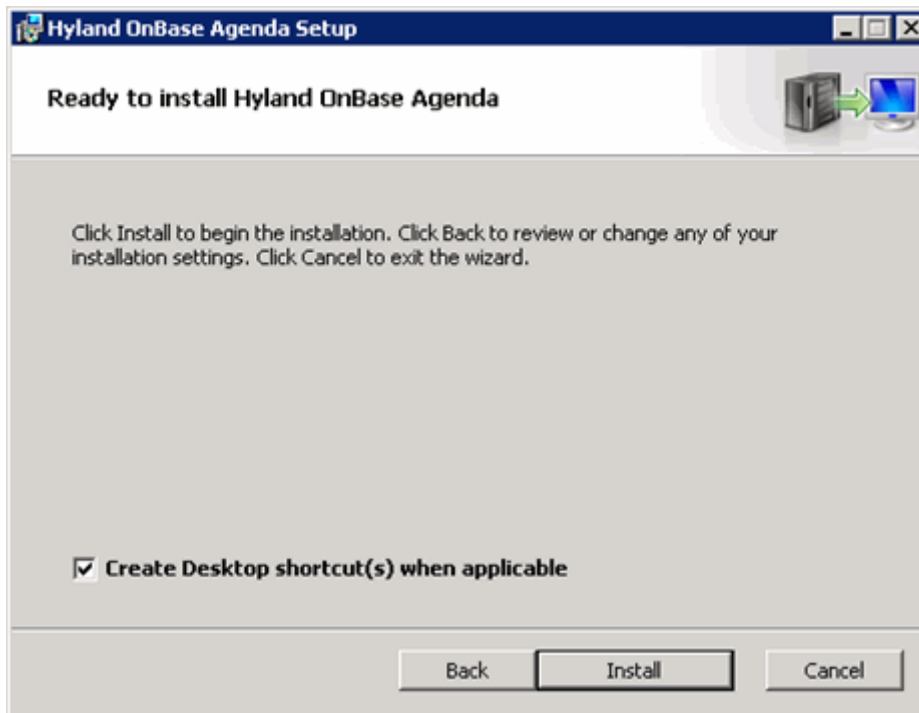 Hyland OnBase Agenda Setup
Ready to install Hyland OnBase Agenda
Click Install to begin the installation. Click Back to review or change any of your
installation settings. Click Cancel to exit the wizard.
Create Desktop shortcut(s) when applicable
Back Install Cancel